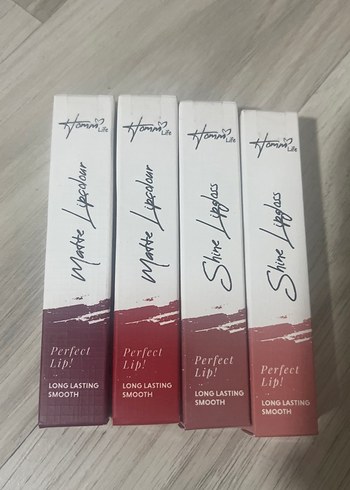 Homm Life
Matte Lipcolour
Perfect
Lip!
LONG LASTING
SMOOTH
Homm Life
Matte Lipcolour
Perfect
Lip!
LONG LASTING
SMOOTH
Homm Life
Shine Lipgloss
Perfect
Lip!
LONG LASTING
SMOOTH
Homm Life
Shine Lipgloss
Perfect
Lip!
LONG LASTING
SMOOTH